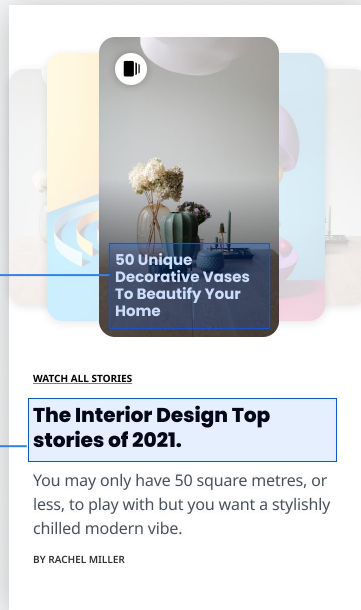 50 Unique
Decorative Vases
To Beautify Your
Home
WATCH ALL STORIES
The Interior Design Top
stories of 2021.
You may only have 50 square metres, or
less, to play with but you want a stylishly
chilled modern vibe.
BY RACHEL MILLER